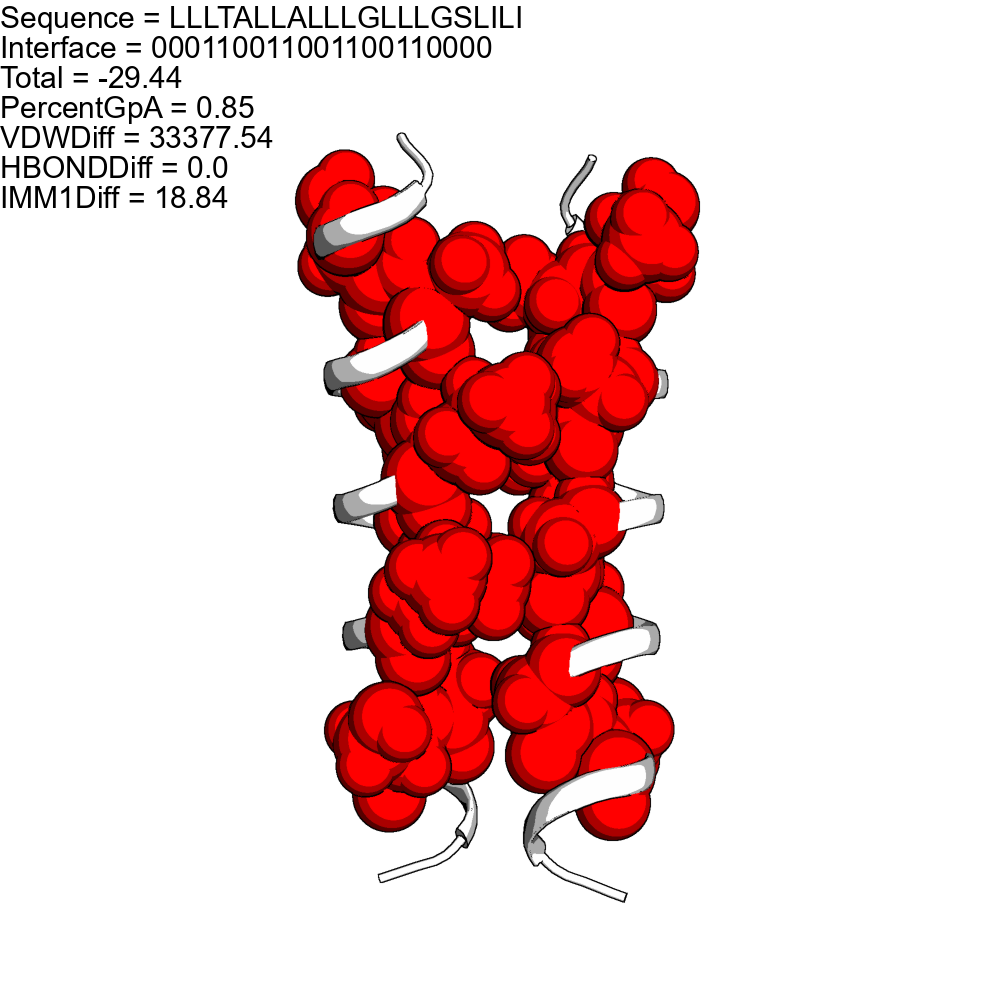 Sequence = LLLTALLALLLGLLLGSLILI
Interface = 000110011001100110000
Total = -29.44
PercentGpA = 0.85
VDWDiff = 33377.54
HBONDDiff = 0.0
IMM1Diff = 18.84